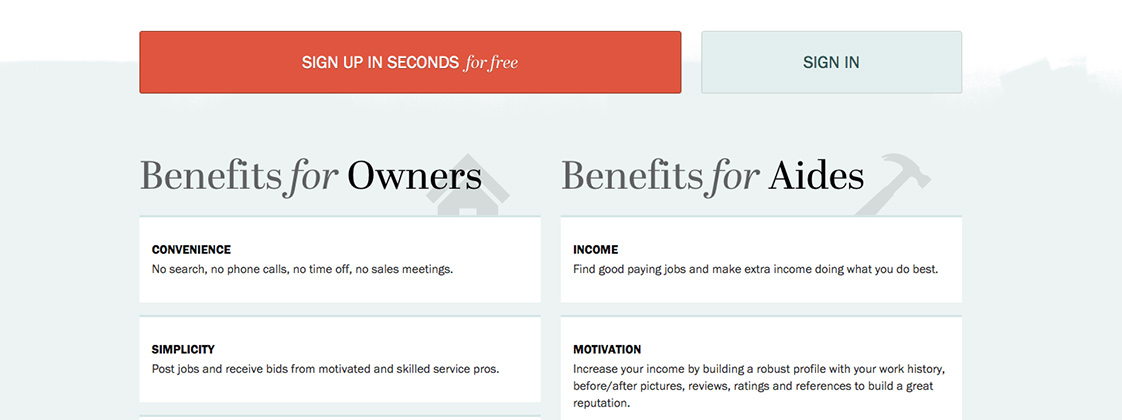 SIGN UP IN SECONDS for free
SIGN IN
Benefits for Owners
CONVENIENCE
No search, no phone calls, no time off, no sales meetings.
SIMPLICITY
Post jobs and receive bids from motivated and skilled service pros.
Benefits for Aides
INCOME
Find good paying jobs and make extra income doing what you do best.
MOTIVATION
Increase your income by building a robust profile with your work history,
before/after pictures, reviews, ratings and references to build a great
reputation.